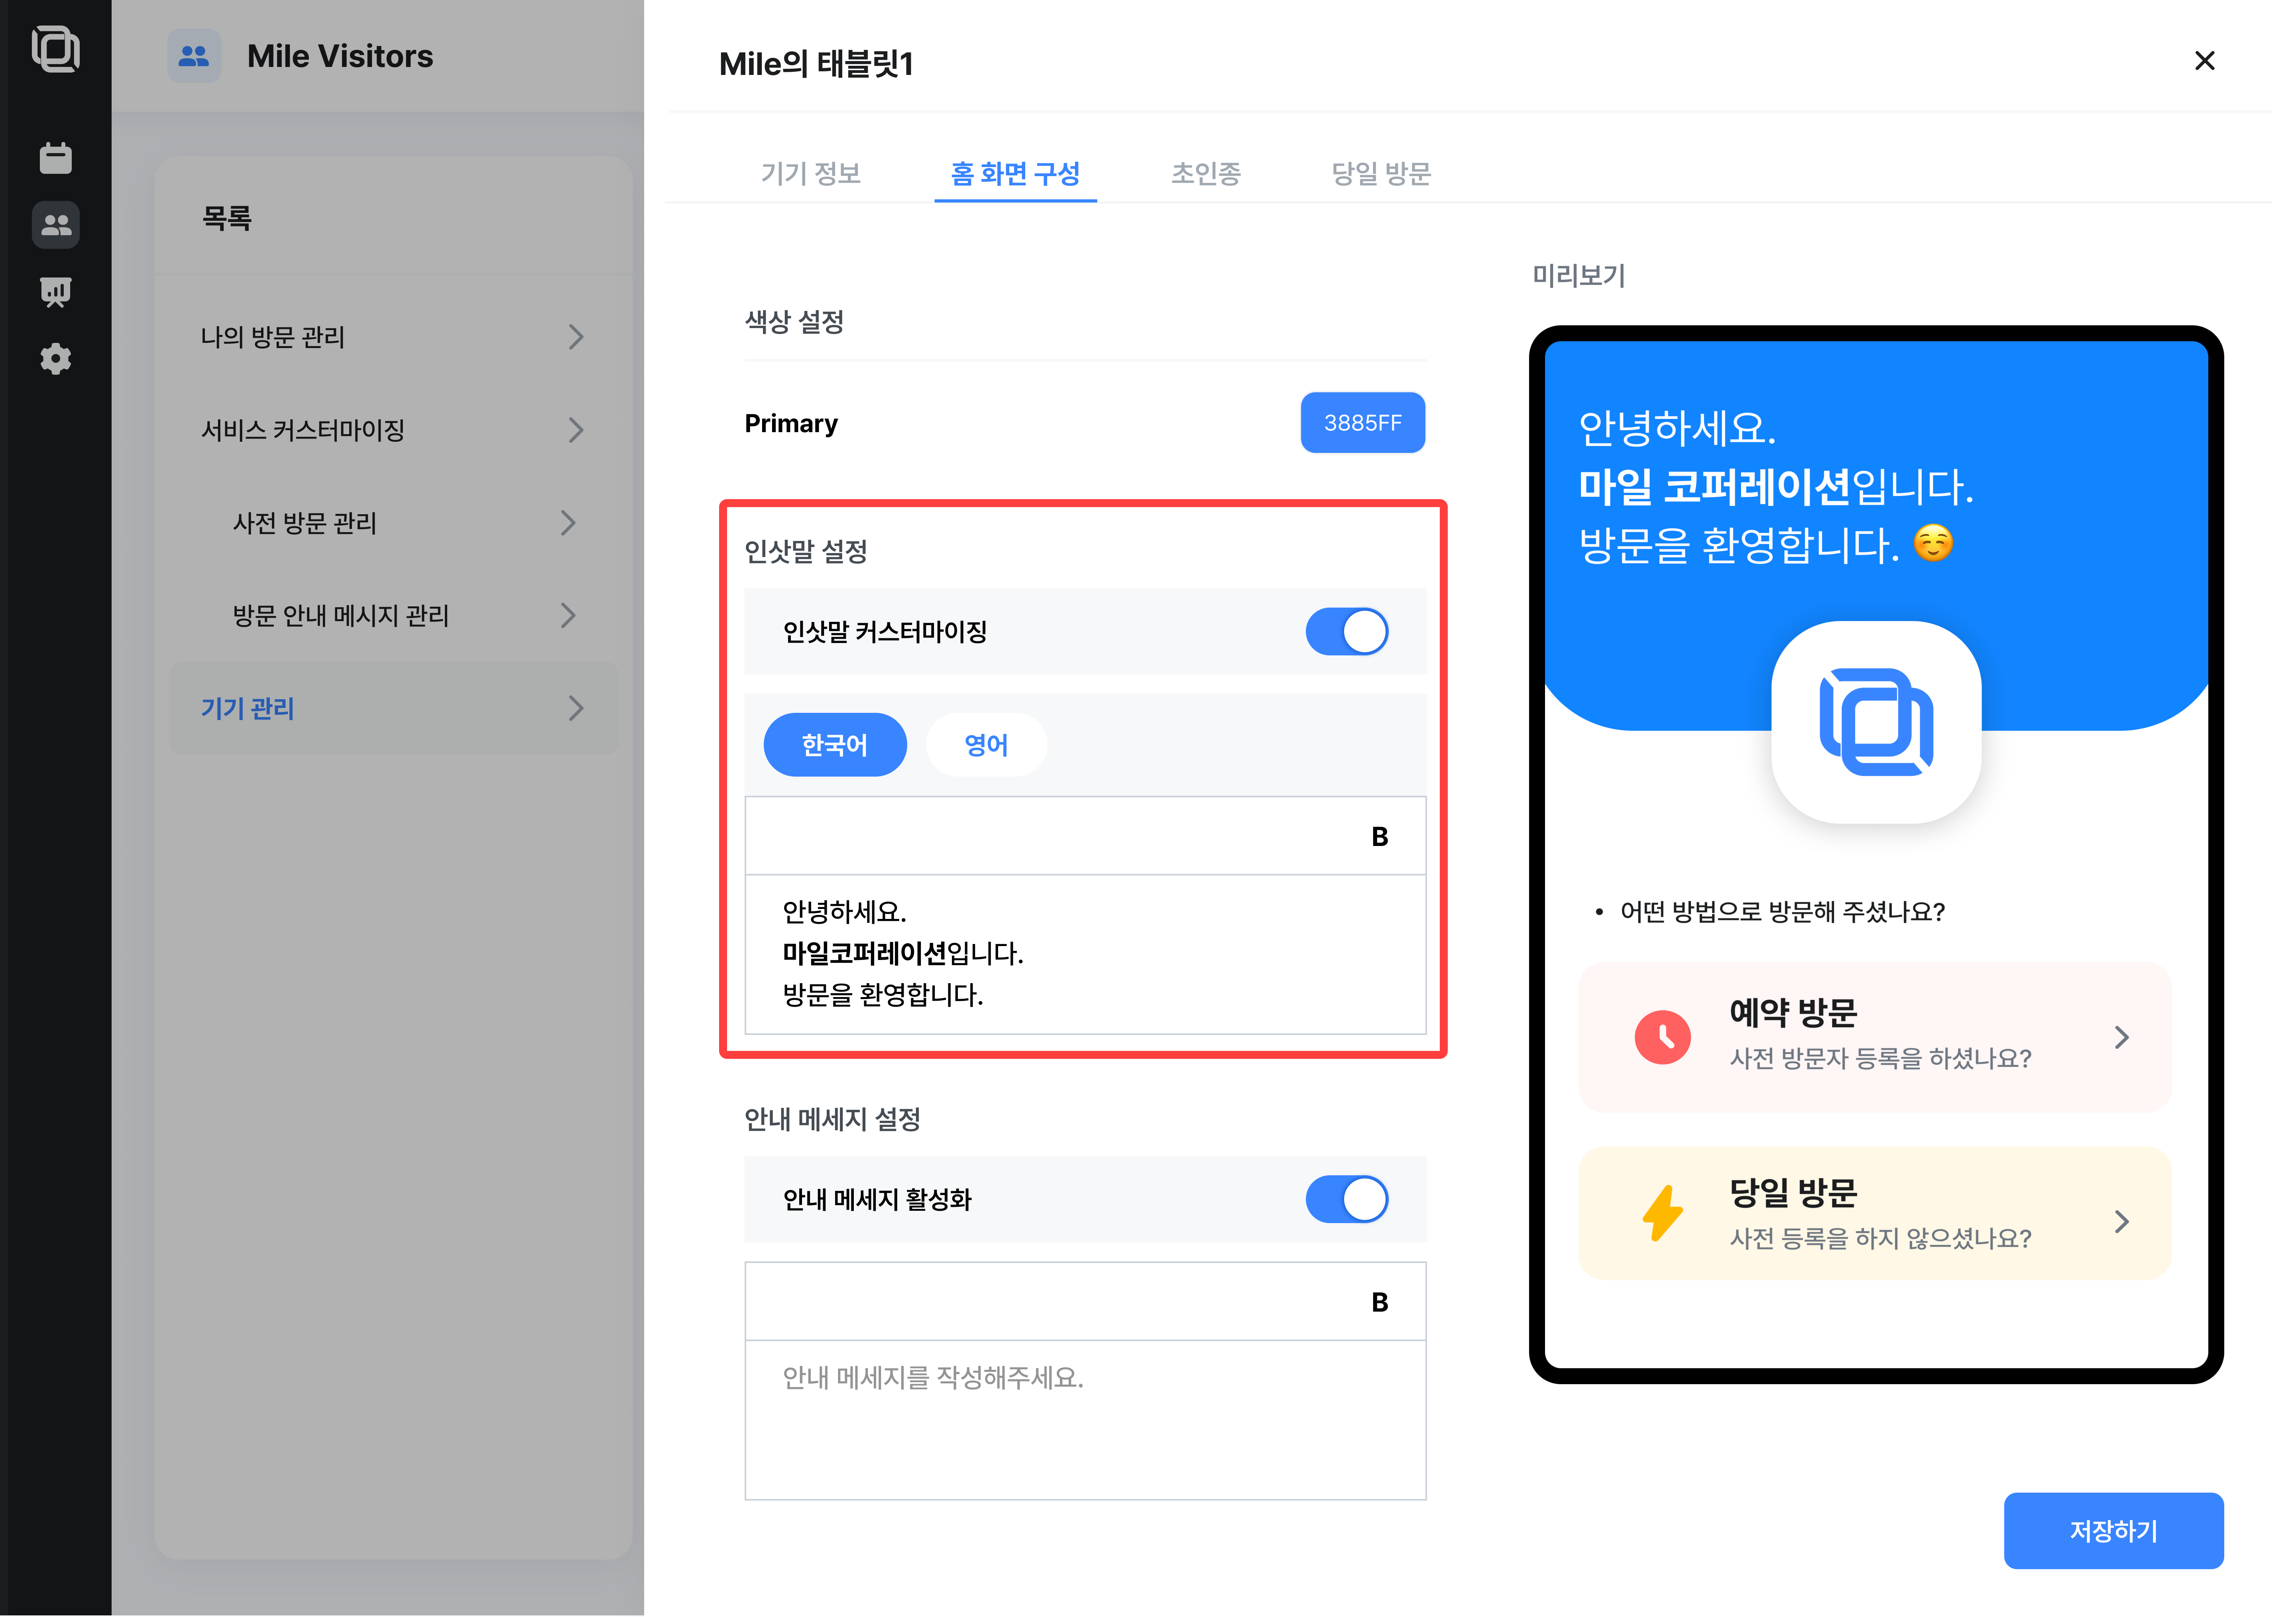 Mile Visitors
목록
나의 방문 관리
서비스 커스터마이징
사전 방문 관리
방문 안내 메시지 관리
기기 관리
Mile의 태블릿1
기기 정보
홈 화면 구성
초인종
당일 방문
색상 설정
Primary
3885FF
인삿말 설정
인삿말 커스터마이징
한국어
영어
B
안녕하세요.
마일코퍼레이션입니다.
방문을 환영합니다.
안내 메세지 설정
안내 메세지 활성화
B
안내 메세지를 작성해주세요.
미리보기
안녕하세요.
마일 코퍼레이션입니다.
방문을 환영합니다. ☺️
• 어떤 방법으로 방문해 주셨나요?
예약 방문
사전 방문자 등록을 하셨나요?
당일 방문
사전 등록을 하지 않으셨나요?
저장하기